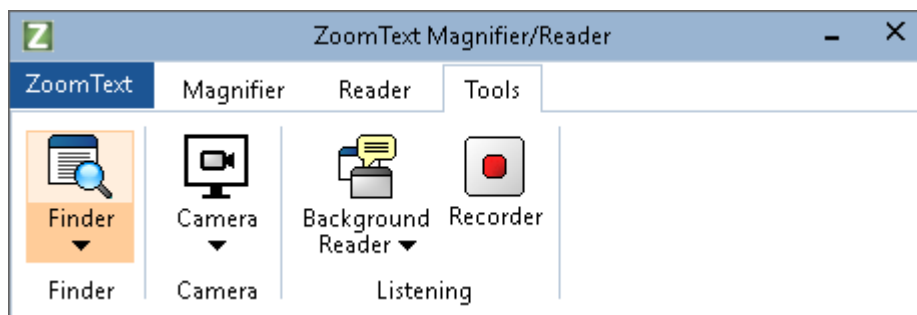 Z ZoomText Magnifier/Reader
ZoomText Magnifier Reader Tools
Finder Camera Background Reader Recorder
Finder Camera Listening